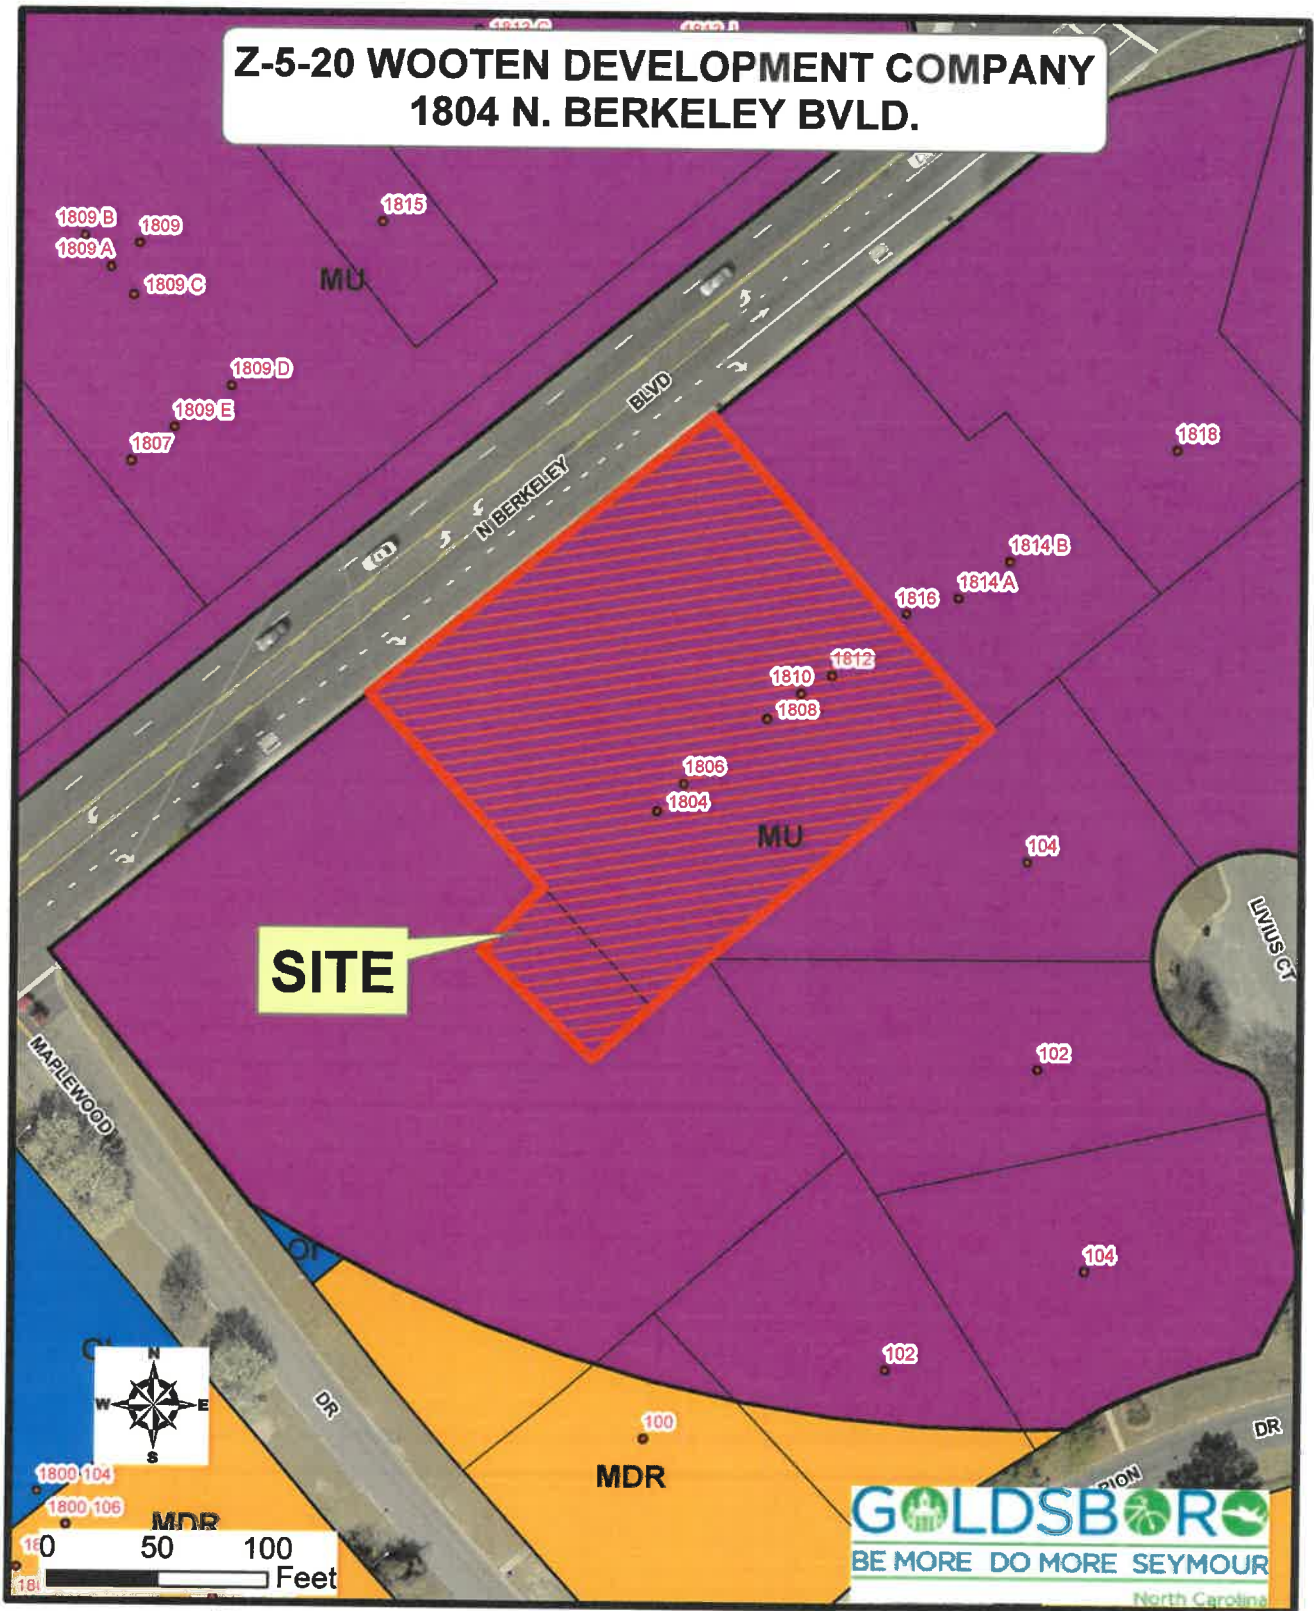 1812 C
Z-5-20 WOOTEN DEVELOPMENT COMPANY
1804 N. BERKELEY BVLD.
1809 B
1809
1815
1809 A
1809 C
MU
1809 D
1809 E
1807
BLVD
N BERKELEY
1818
1814 B
1814 A
1816
1812
1810
1808
1806
1804
MU
104
SITE
LIVIUS CT
102
MAPLEWOOD
104
OI
102
N
W E
S
DR
100
DR
MDR
1800 104
1800 106
MDR
0 50 100
Feet
GOLDSBORO
BE MORE DO MORE SEYMOUR
North Carolina